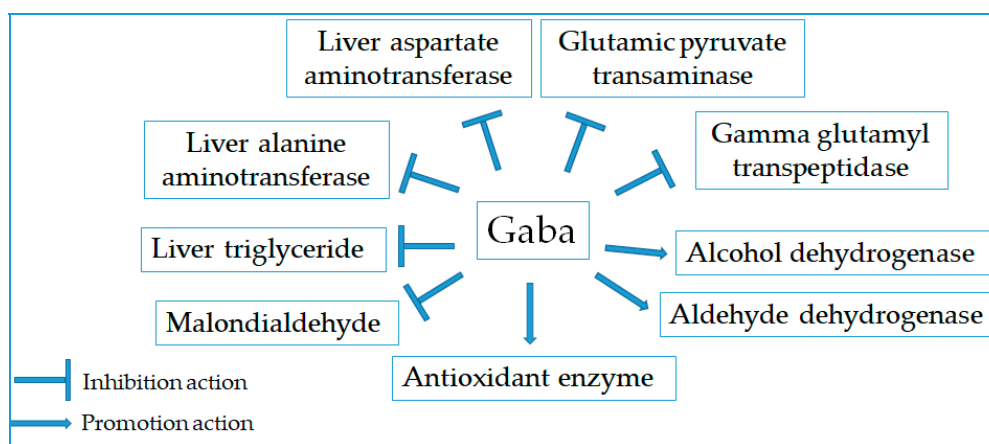 Liver aspartate
aminotransferase
Glutamic pyruvate
transaminase
Liver alanine
aminotransferase
Gamma glutamyl
transpeptidase
Gaba
Liver triglyceride
Alcohol dehydrogenase
Malondialdehyde
Aldehyde dehydrogenase
Antioxidant enzyme
Inhibition action
Promotion action